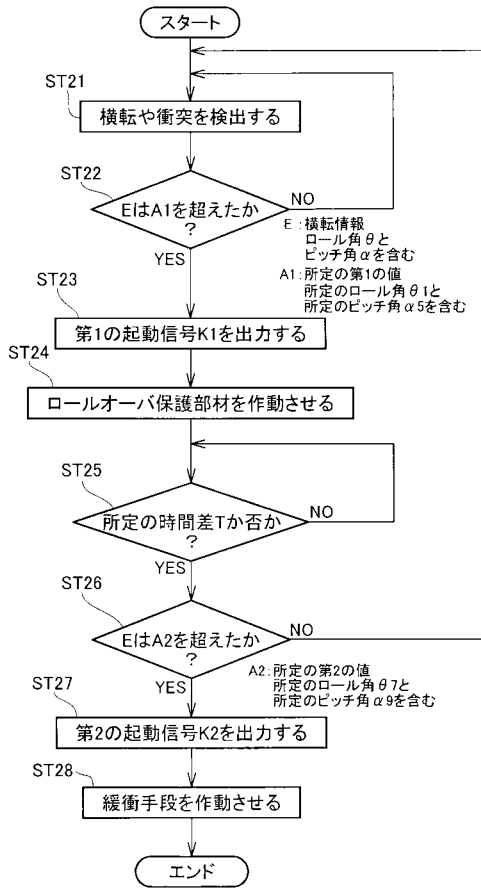 スタート
ST21
横転や衝突を検出する
ST22
EはA1を超えたか
?
NO
YES
E :横転情報
ロール角θと
ピッチ角αを含む
A1:所定の第1の値
所定のロール角θ1と
所定のピッチ角α5を含む
ST23
第1の起動信号K1を出力する
ST24
ロールオーバ保護部材を作動させる
ST25
所定の時間差Tか否か
?
NO
YES
ST26
EはA2を超えたか
?
NO
YES
A2:所定の第2の値
所定のロール角θ7と
所定のピッチ角α9を含む
ST27
第2の起動信号K2を出力する
ST28
緩衝手段を作動させる
エンド